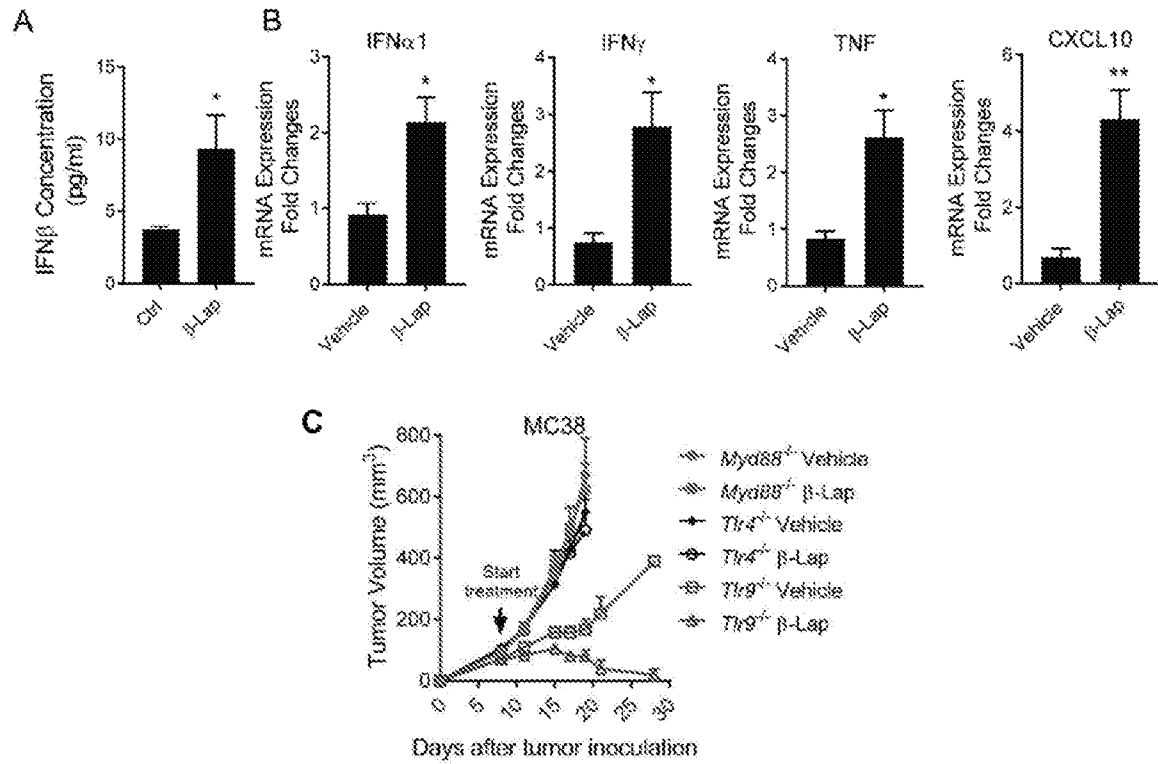 A
IFNβ Concentration
(pg/ml)
15
10
5
0
*
Ctrl
β-Lap
B
IFNα1
mRNA Expression
Fold Changes
3
2
1
0
*
Vehicle
β-Lap
IFNγ
mRNA Expression
Fold Changes
4
3
2
1
0
*
Vehicle
β-Lap
TNF
mRNA Expression
Fold Changes
4
3
2
1
0
*
Vehicle
β-Lap
CXCL10
mRNA Expression
Fold Changes
6
4
2
0
**
Vehicle
β-Lap
C
MC38
Tumor Volume (mm³)
800
600
400
200
0
Start
treatment
0
5
10
15
20
25
30
Days after tumor inoculation
Myd88-/- Vehicle
Myd88-/- β-Lap
Tlr4-/- Vehicle
Tlr4-/- β-Lap
Tlr9-/- Vehicle
Tlr9-/- β-Lap